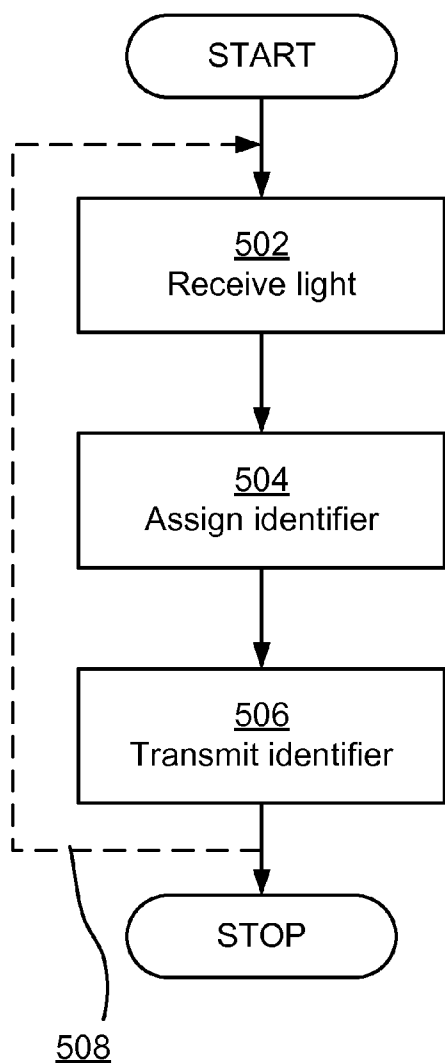 START
502
Receive light
504
Assign identifier
506
Transmit identifier
STOP
508